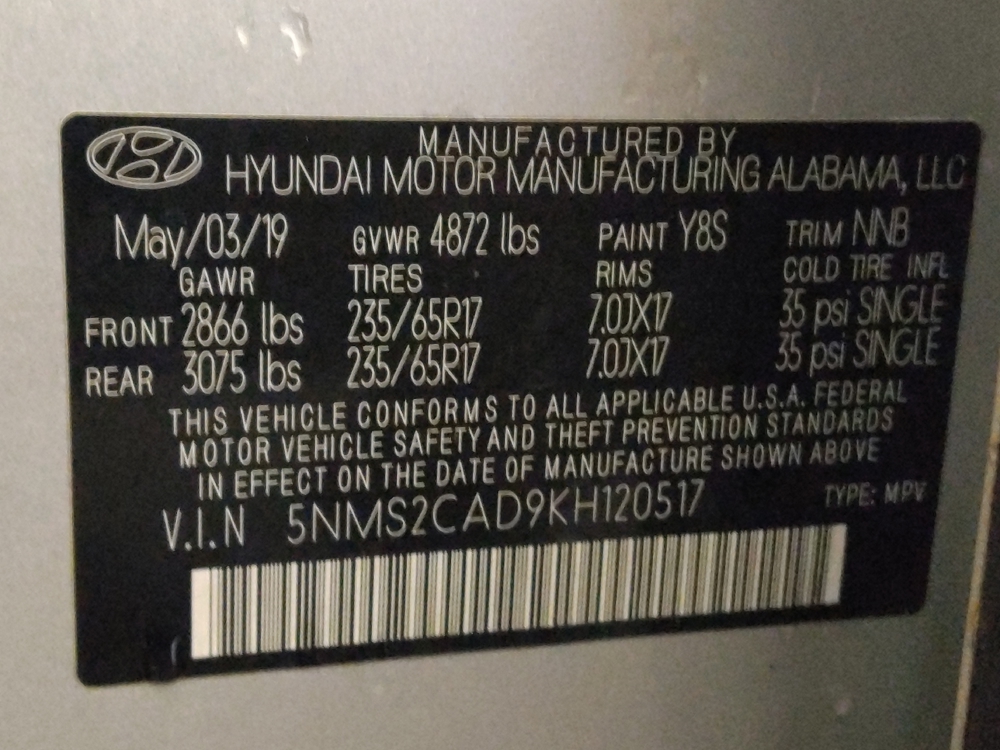 MANUFACTURED BY
HYUNDAI MOTOR MANUFACTURING ALABAMA, LLC
May/03/19 GVWR 4872 lbs PAINT Y8S TRIM NNB
GAWR TIRES RIMS COLD TIRE INFL
FRONT 2866 lbs 235/65R17 7.0JX17 35 psi SINGLE
REAR 3075 lbs 235/65R17 7.0JX17 35 psi SINGLE
THIS VEHICLE CONFORMS TO ALL APPLICABLE U.S.A. FEDERAL
MOTOR VEHICLE SAFETY AND THEFT PREVENTION STANDARDS
IN EFFECT ON THE DATE OF MANUFACTURE SHOWN ABOVE
V.I.N 5NMS2CAD9KH120517 TYPE: MPV